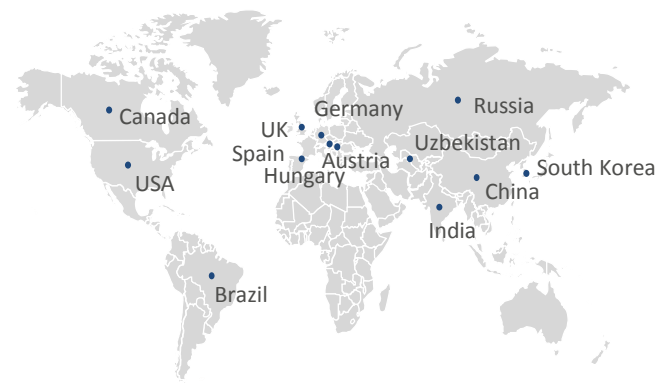 Germany
Canada
Russia
UK
Uzbekistan
Spain
Austria
South Korea
Hungary
USA
China
India
Brazil